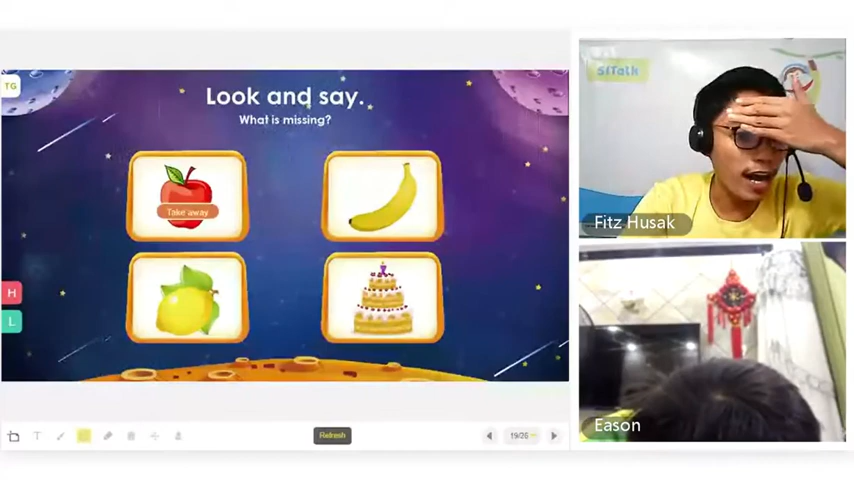 TG
Look and say.
What is missing?
Take away
H
L
T
Refresh
19/26
51Talk
Fitz Husak
Eason